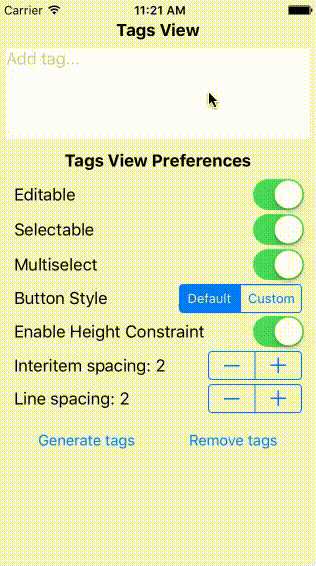 Carrier 11:21 AM
Tags View
Add tag...
Tags View Preferences
Editable
Selectable
Multiselect
Button Style Default Custom
Enable Height Constraint
Interitem spacing: 2
Line spacing: 2
Generate tags Remove tags